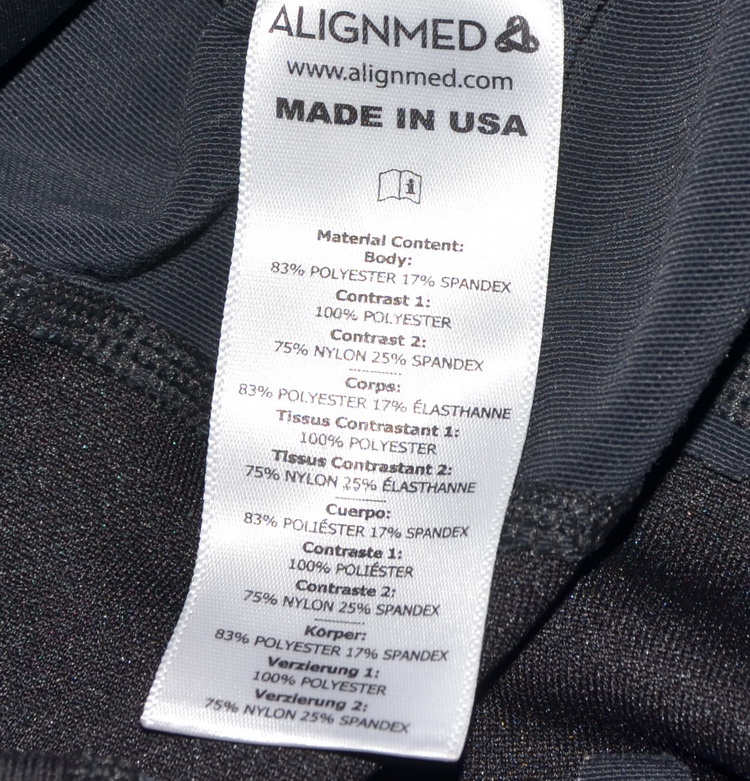 ALIGNMED
www.alignmed.com
MADE IN USA
i
Material Content:
Body:
83% POLYESTER 17% SPANDEX
Contrast 1:
100% POLYESTER
Contrast 2:
75% NYLON 25% SPANDEX
Corps:
83% POLYESTER 17% ÉLASTHANNE
Tissus Contrastant 1:
100% POLYESTER
Tissus Contrastant 2:
75% NYLON 25% ÉLASTHANNE
Cuerpo:
83% POLIÉSTER 17% SPANDEX
Contraste 1:
100% POLIÉSTER
Contraste 2:
75% NYLON 25% SPANDEX
Körper:
83% POLYESTER 17% SPANDEX
Verzierung 1:
100% POLYESTER
Verzierung 2:
75% NYLON 25% SPANDEX